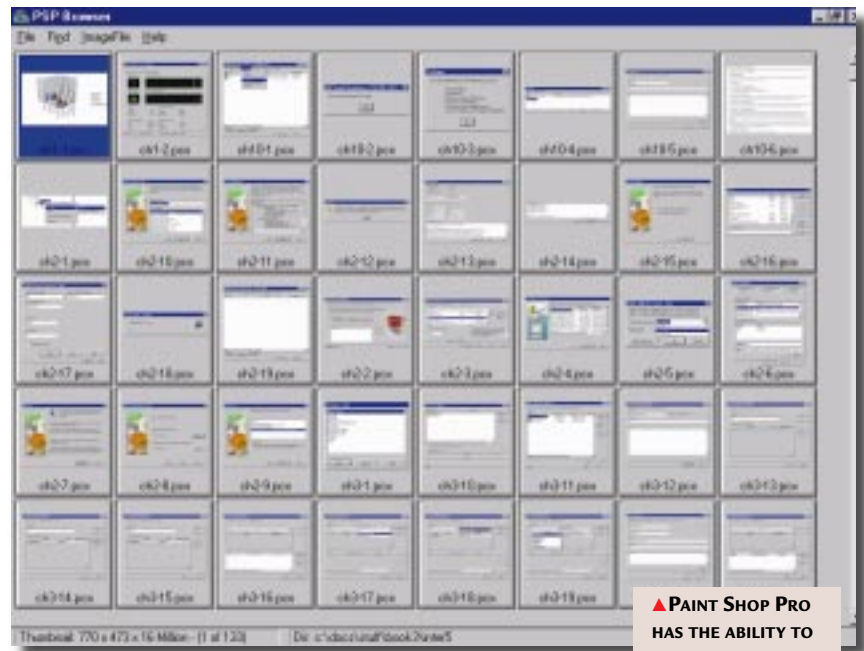 PSP Browser
File Find ImageFile Help
ch1-1.pcx ch1-2.pcx ch10-1.pcx ch10-2.pcx ch10-3.pcx ch10-4.pcx ch10-5.pcx ch10-6.pcx
ch2-1.pcx ch2-10.pcx ch2-11.pcx ch2-12.pcx ch2-13.pcx ch2-14.pcx ch2-15.pcx ch2-16.pcx
ch2-17.pcx ch2-18.pcx ch2-19.pcx ch2-2.pcx ch2-3.pcx ch2-4.pcx ch2-5.pcx ch2-6.pcx
ch2-7.pcx ch2-8.pcx ch2-9.pcx ch3-1.pcx ch3-10.pcx ch3-11.pcx ch3-12.pcx ch3-13.pcx
ch3-14.pcx ch3-15.pcx ch3-16.pcx ch3-17.pcx ch3-18.pcx ch3-19.pcx
▲PAINT SHOP PRO
HAS THE ABILITY TO
Thumbnail: 770 x 473 x 16 Million - (1 of 133) Dir: